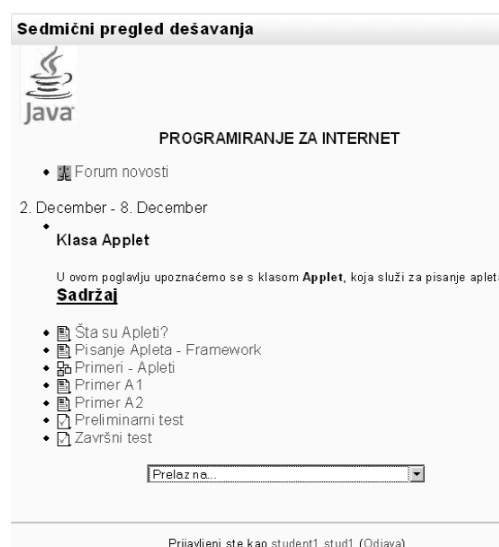 Sedmični pregled dešavanja
Java
PROGRAMIRANJE ZA INTERNET
Forum novosti
2. December - 8. December
Klasa Applet
U ovom poglavlju upoznaćemo se s klasom Applet, koja služi za pisanje aplet
Sadržaj
Šta su Apleti?
Pisanje Apleta - Framework
Primeri - Apleti
Primer A1
Primer A2
Preliminarni test
Završni test
Prelaz na...
Prijavljeni ste kao student1 stud1 (Odjava)